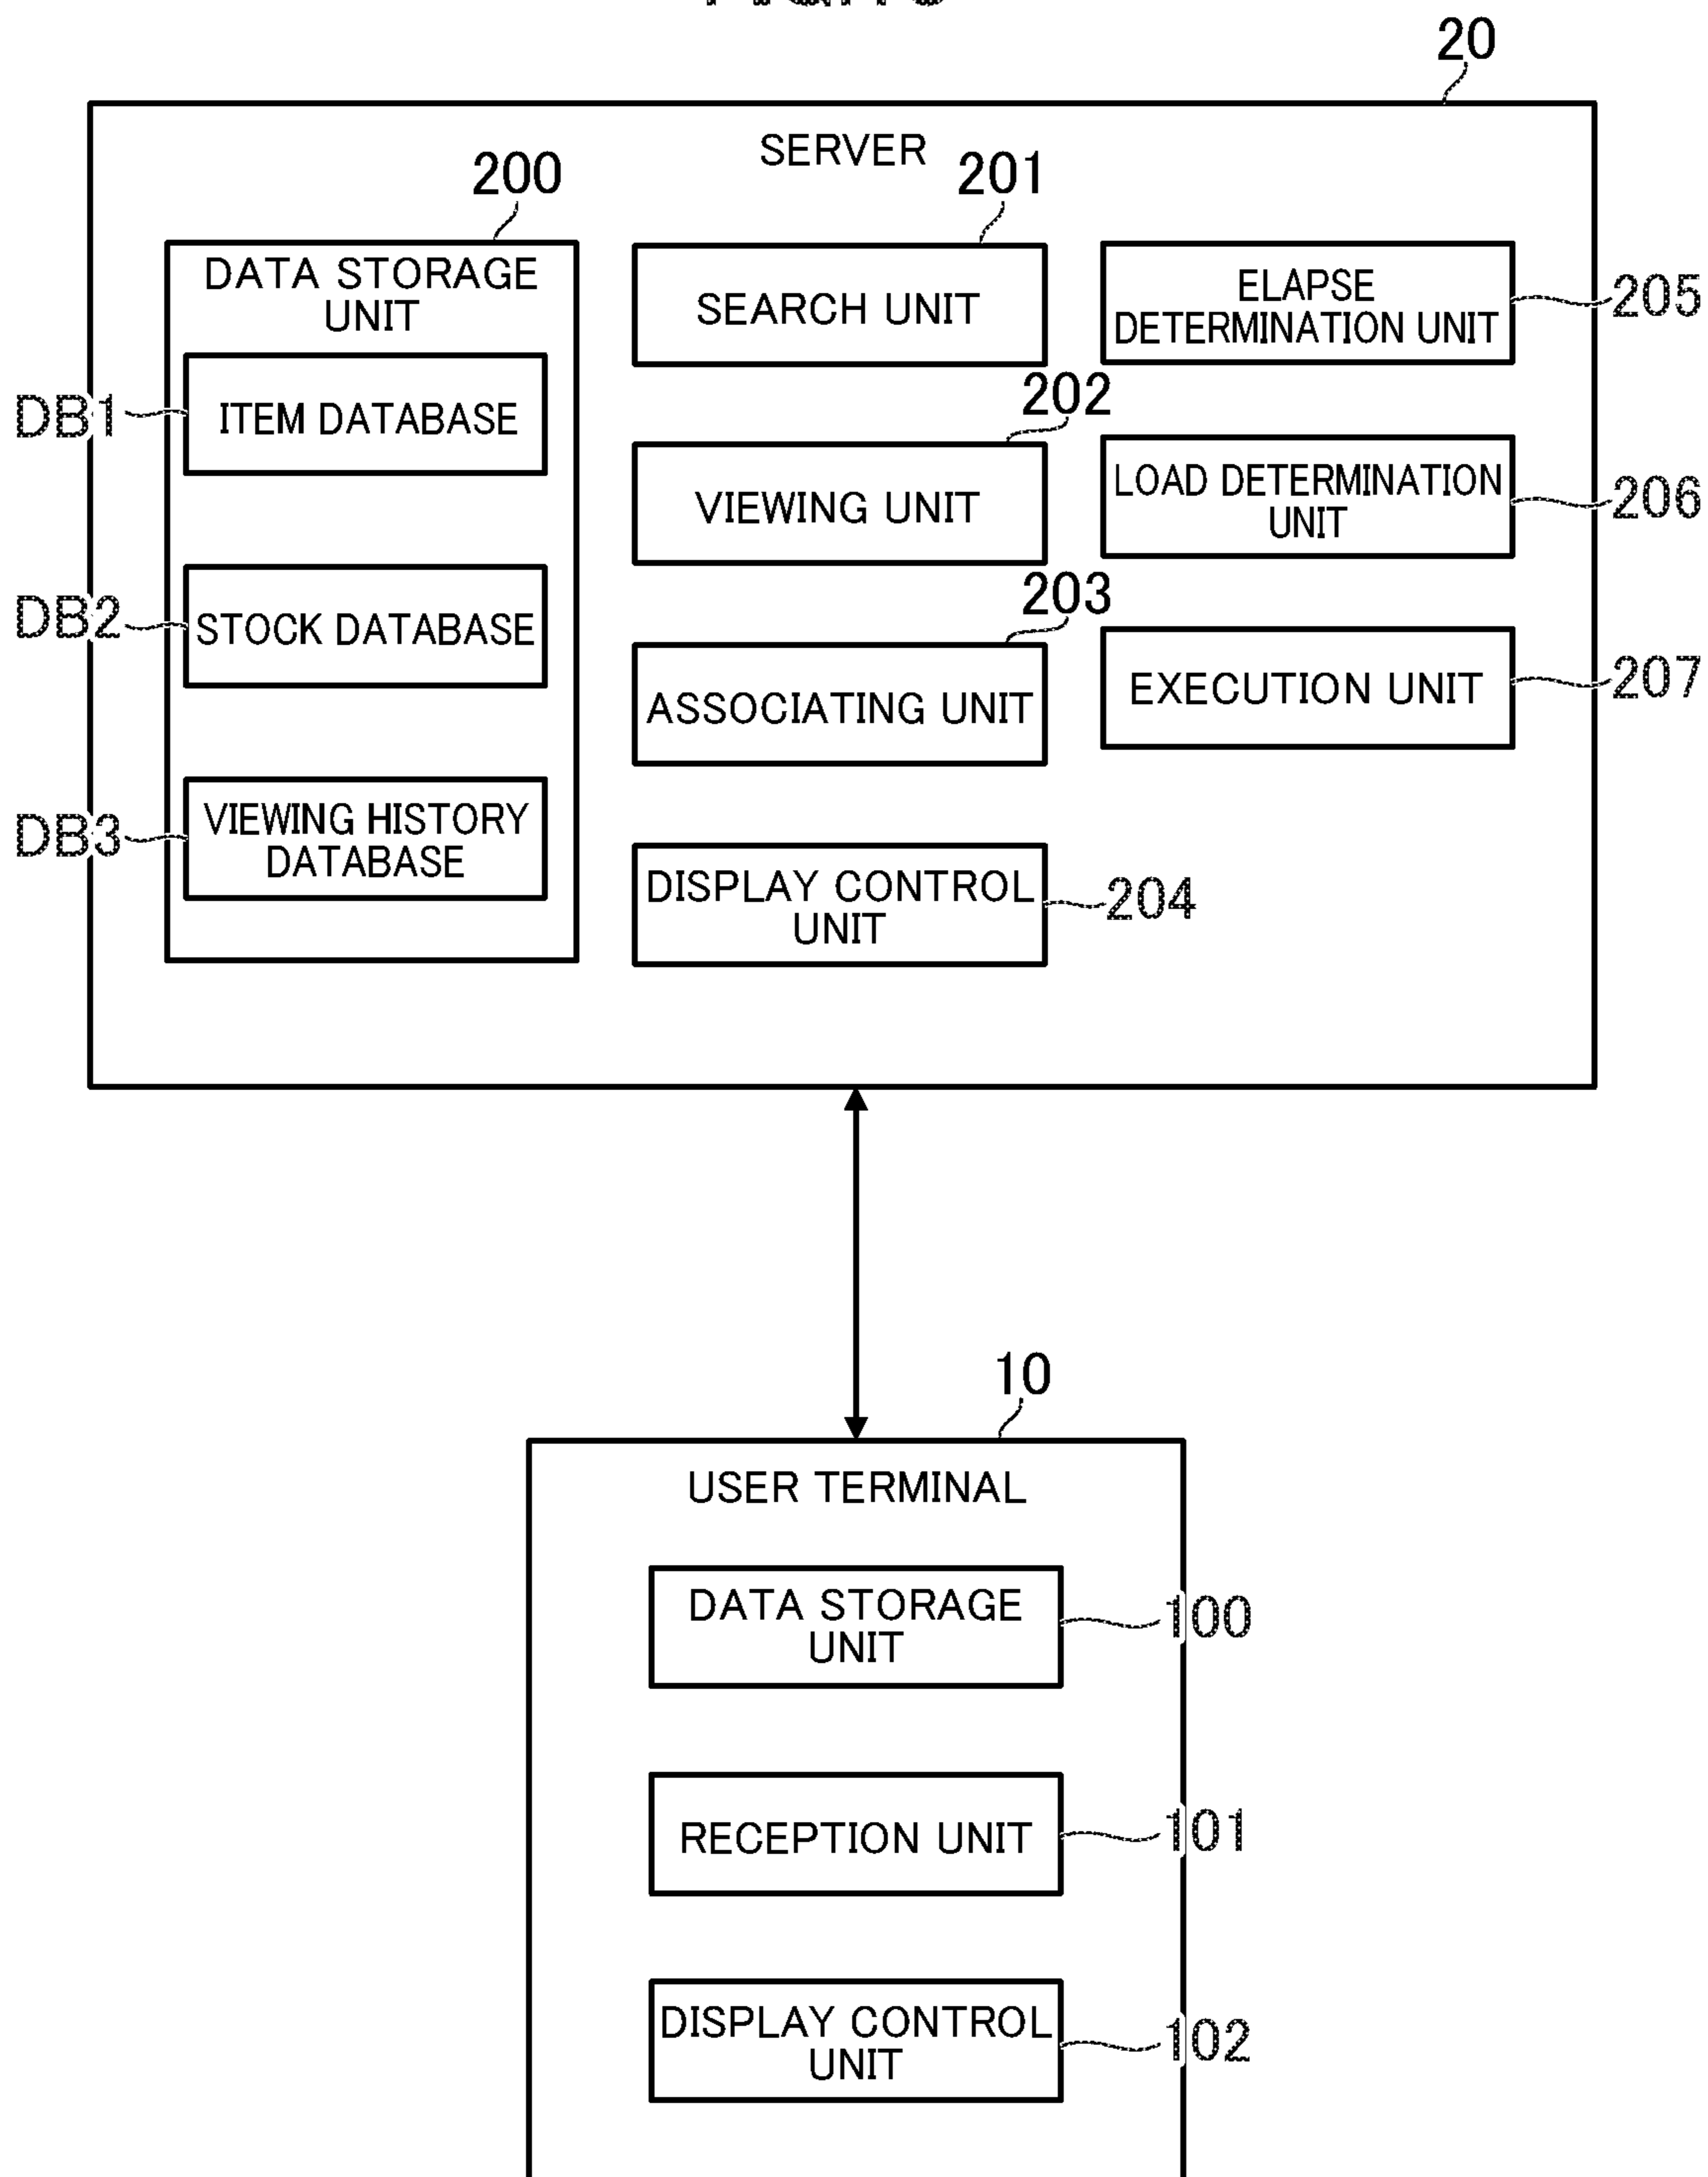 20
SERVER
200
201
DATA STORAGE
UNIT
SEARCH UNIT
ELAPSE
DETERMINATION UNIT
205
DB1
ITEM DATABASE
202
VIEWING UNIT
LOAD DETERMINATION
UNIT
206
DB2
STOCK DATABASE
203
ASSOCIATING UNIT
EXECUTION UNIT
207
DB3
VIEWING HISTORY
DATABASE
DISPLAY CONTROL
UNIT
204
10
USER TERMINAL
DATA STORAGE
UNIT
100
RECEPTION UNIT
101
DISPLAY CONTROL
UNIT
102